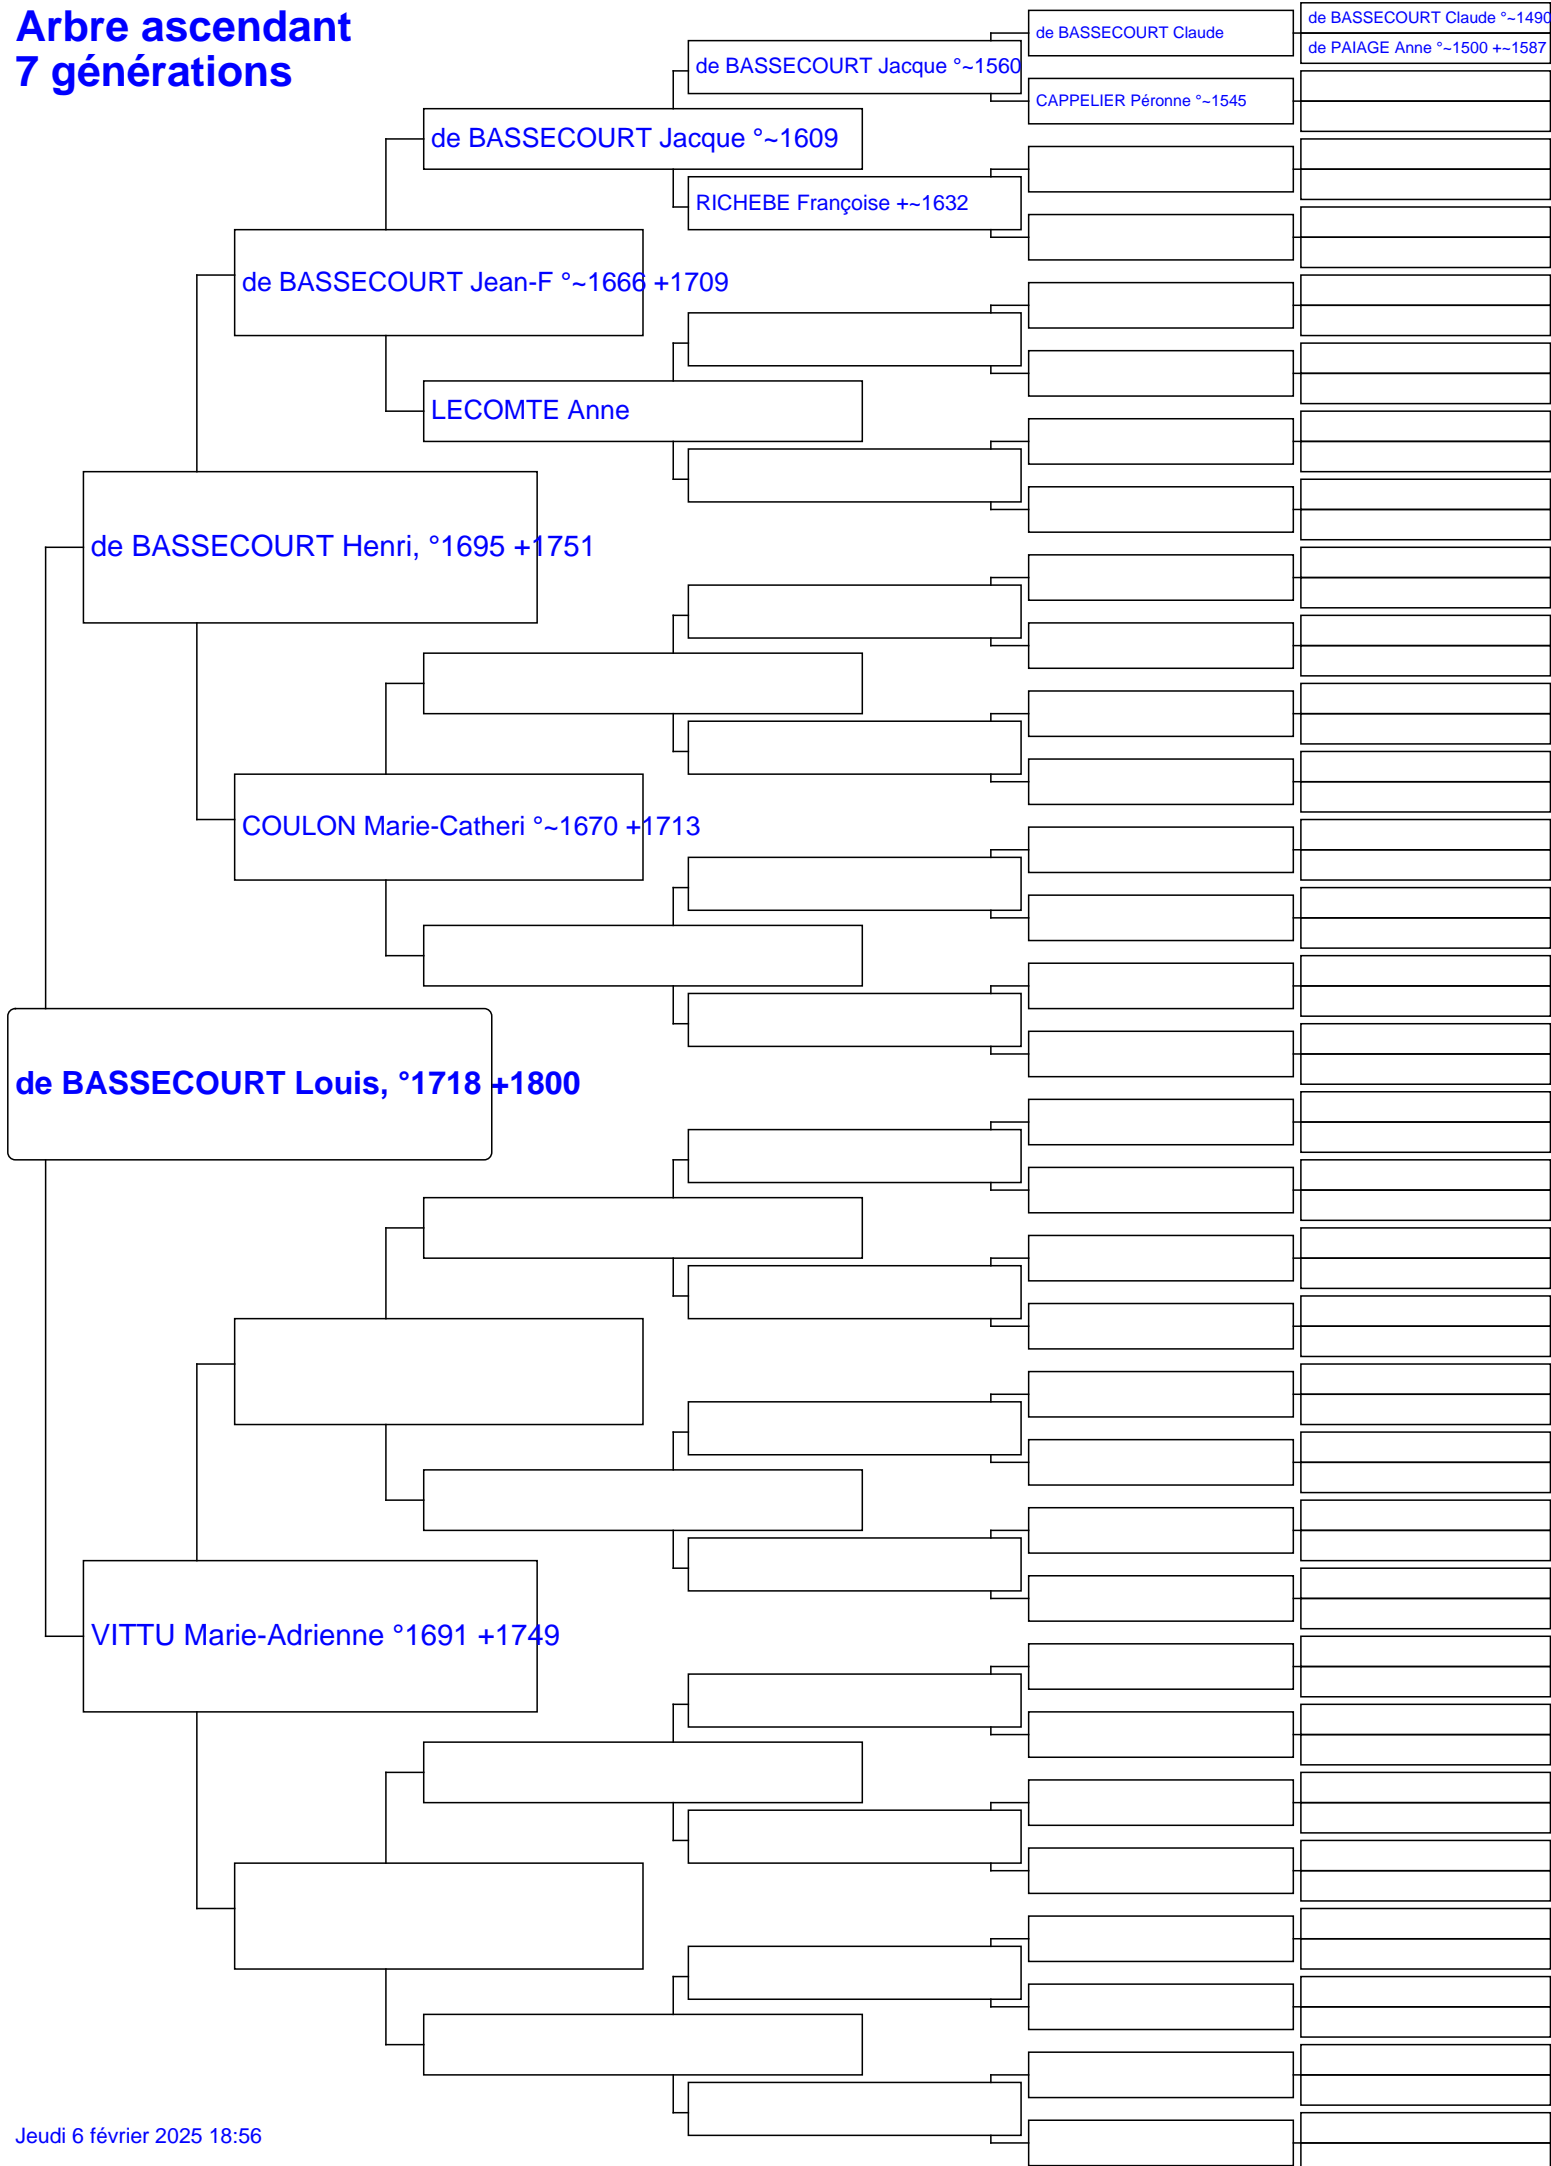 Arbre ascendant
7 générations
de BASSECOURT Claude °~1490
de PAIAGE Anne °~1500 +~1587
de BASSECOURT Claude
de BASSECOURT Jacque °~1560
CAPPELIER Péronne °~1545
de BASSECOURT Jacque °~1609
RICHEBE Françoise +~1632
de BASSECOURT Jean-F °~1666 +1709
LECOMTE Anne
de BASSECOURT Henri, °1695 +1751
COULON Marie-Catheri °~1670 +1713
de BASSECOURT Louis, °1718 +1800
VITTU Marie-Adrienne °1691 +1749
Jeudi 6 février 2025 18:56